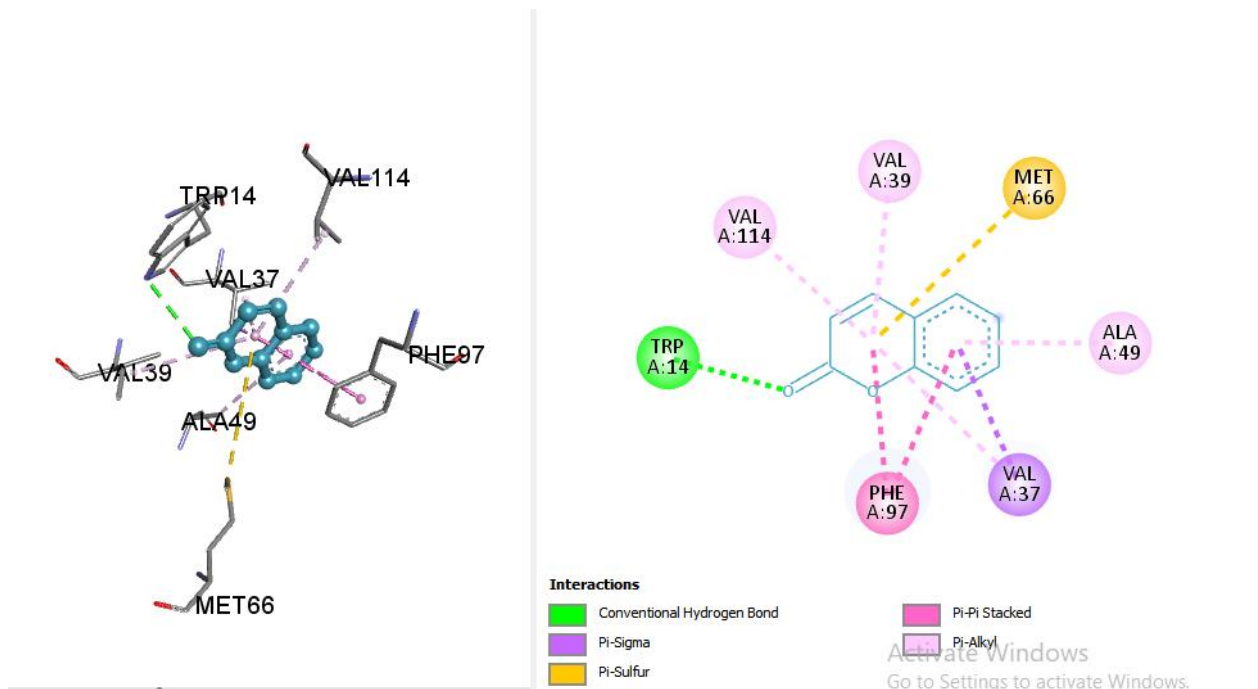 VAL114
TRP14
VAL37
PHE97
VAL39
ALA49
MET66
VAL
A:39
MET
A:66
VAL
A:114
TRP
A:14
ALA
A:49
O
O
PHE
A:97
VAL
A:37
Interactions
Conventional Hydrogen Bond
Pi-Sigma
Pi-Sulfur
Pi-Pi Stacked
Pi-Alkyl
Activate Windows
Go to Settings to activate Windows.